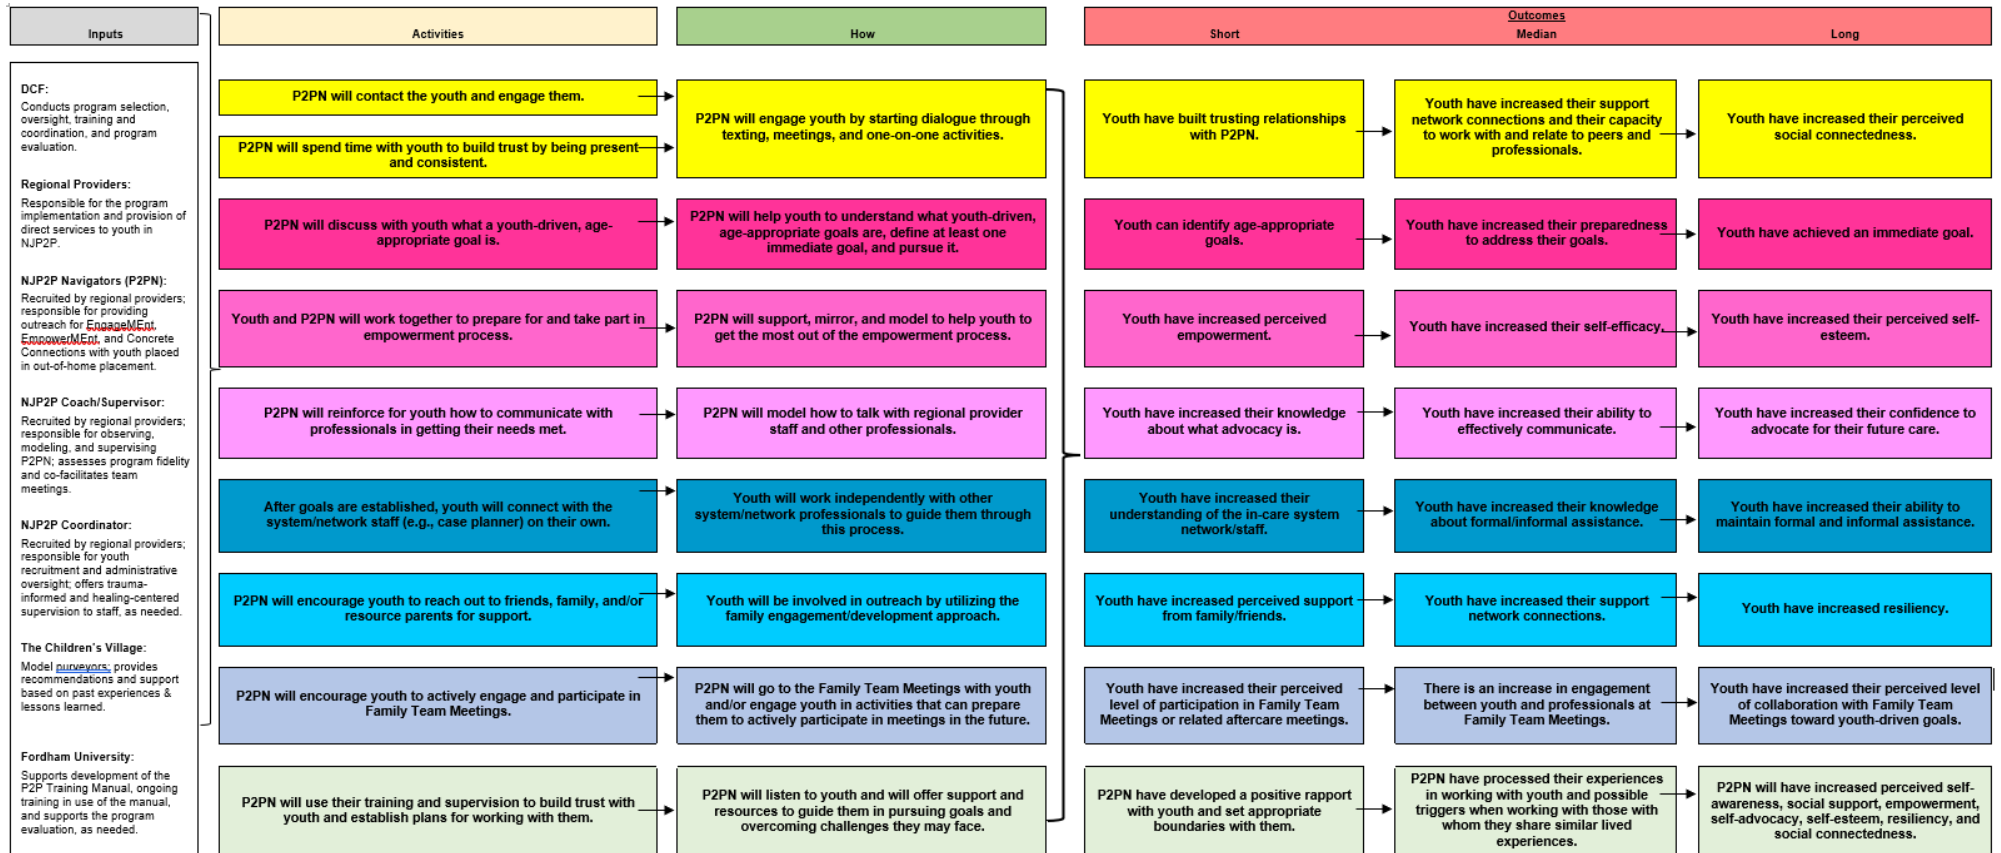 Inputs
Activities
How
Outcomes
Short
Median
Long
DCF:
Conducts program selection,
oversight, training and
coordination, and program
evaluation.
Regional Providers:
Responsible for the program
implementation and provision of
direct services to youth in
NJP2P.
NJP2P Navigators (P2PN):
Recruited by regional providers;
responsible for providing
outreach for EngageMEnt,
EmpowerMEnt, and Concrete
Connections with youth placed
in out-of-home placement.
NJP2P Coach/Supervisor:
Recruited by regional providers;
responsible for observing,
modeling, and supervising
P2PN; assesses program fidelity
and co-facilitates team
meetings.
NJP2P Coordinator:
Recruited by regional providers;
responsible for youth
recruitment and administrative
oversight; offers trauma-
informed and healing-centered
supervision to staff, as needed.
The Children's Village:
Model purveyors; provides
recommendations and support
based on past experiences &
lessons learned.
Fordham University:
Supports development of the
P2P Training Manual, ongoing
training in use of the manual,
and supports the program
evaluation, as needed.
P2PN will contact the youth and engage them.
P2PN will spend time with youth to build trust by being present
and consistent.
P2PN will engage youth by starting dialogue through
texting, meetings, and one-on-one activities.
Youth have built trusting relationships
with P2PN.
Youth have increased their support
network connections and their capacity
to work with and relate to peers and
professionals.
Youth have increased their perceived
social connectedness.
P2PN will discuss with youth what a youth-driven, age-
appropriate goal is.
P2PN will help youth to understand what youth-driven,
age-appropriate goals are, define at least one
immediate goal, and pursue it.
Youth can identify age-appropriate
goals.
Youth have increased their preparedness
to address their goals.
Youth have achieved an immediate goal.
Youth and P2PN will work together to prepare for and take part in
empowerment process.
P2PN will support, mirror, and model to help youth to
get the most out of the empowerment process.
Youth have increased perceived
empowerment.
Youth have increased their self-efficacy.
Youth have increased their perceived self-
esteem.
P2PN will reinforce for youth how to communicate with
professionals in getting their needs met.
P2PN will model how to talk with regional provider
staff and other professionals.
Youth have increased their knowledge
about what advocacy is.
Youth have increased their ability to
effectively communicate.
Youth have increased their confidence to
advocate for their future care.
After goals are established, youth will connect with the
system/network staff (e.g., case planner) on their own.
Youth will work independently with other
system/network professionals to guide them through
this process.
Youth have increased their
understanding of the in-care system
network/staff.
Youth have increased their knowledge
about formal/informal assistance.
Youth have increased their ability to
maintain formal and informal assistance.
P2PN will encourage youth to reach out to friends, family, and/or
resource parents for support.
Youth will be involved in outreach by utilizing the
family engagement/development approach.
Youth have increased perceived support
from family/friends.
Youth have increased their support
network connections.
Youth have increased resiliency.
P2PN will encourage youth to actively engage and participate in
Family Team Meetings.
P2PN will go to the Family Team Meetings with youth
and/or engage youth in activities that can prepare
them to actively participate in meetings in the future.
Youth have increased their perceived
level of participation in Family Team
Meetings or related aftercare meetings.
There is an increase in engagement
between youth and professionals at
Family Team Meetings.
Youth have increased their perceived level
of collaboration with Family Team
Meetings toward youth-driven goals.
P2PN will use their training and supervision to build trust with
youth and establish plans for working with them.
P2PN will listen to youth and will offer support and
resources to guide them in pursuing goals and
overcoming challenges they may face.
P2PN have developed a positive rapport
with youth and set appropriate
boundaries with them.
P2PN have processed their experiences
in working with youth and possible
triggers when working with those with
whom they share similar lived
experiences.
P2PN will have increased perceived self-
awareness, social support, empowerment,
self-advocacy, self-esteem, resiliency, and
social connectedness.